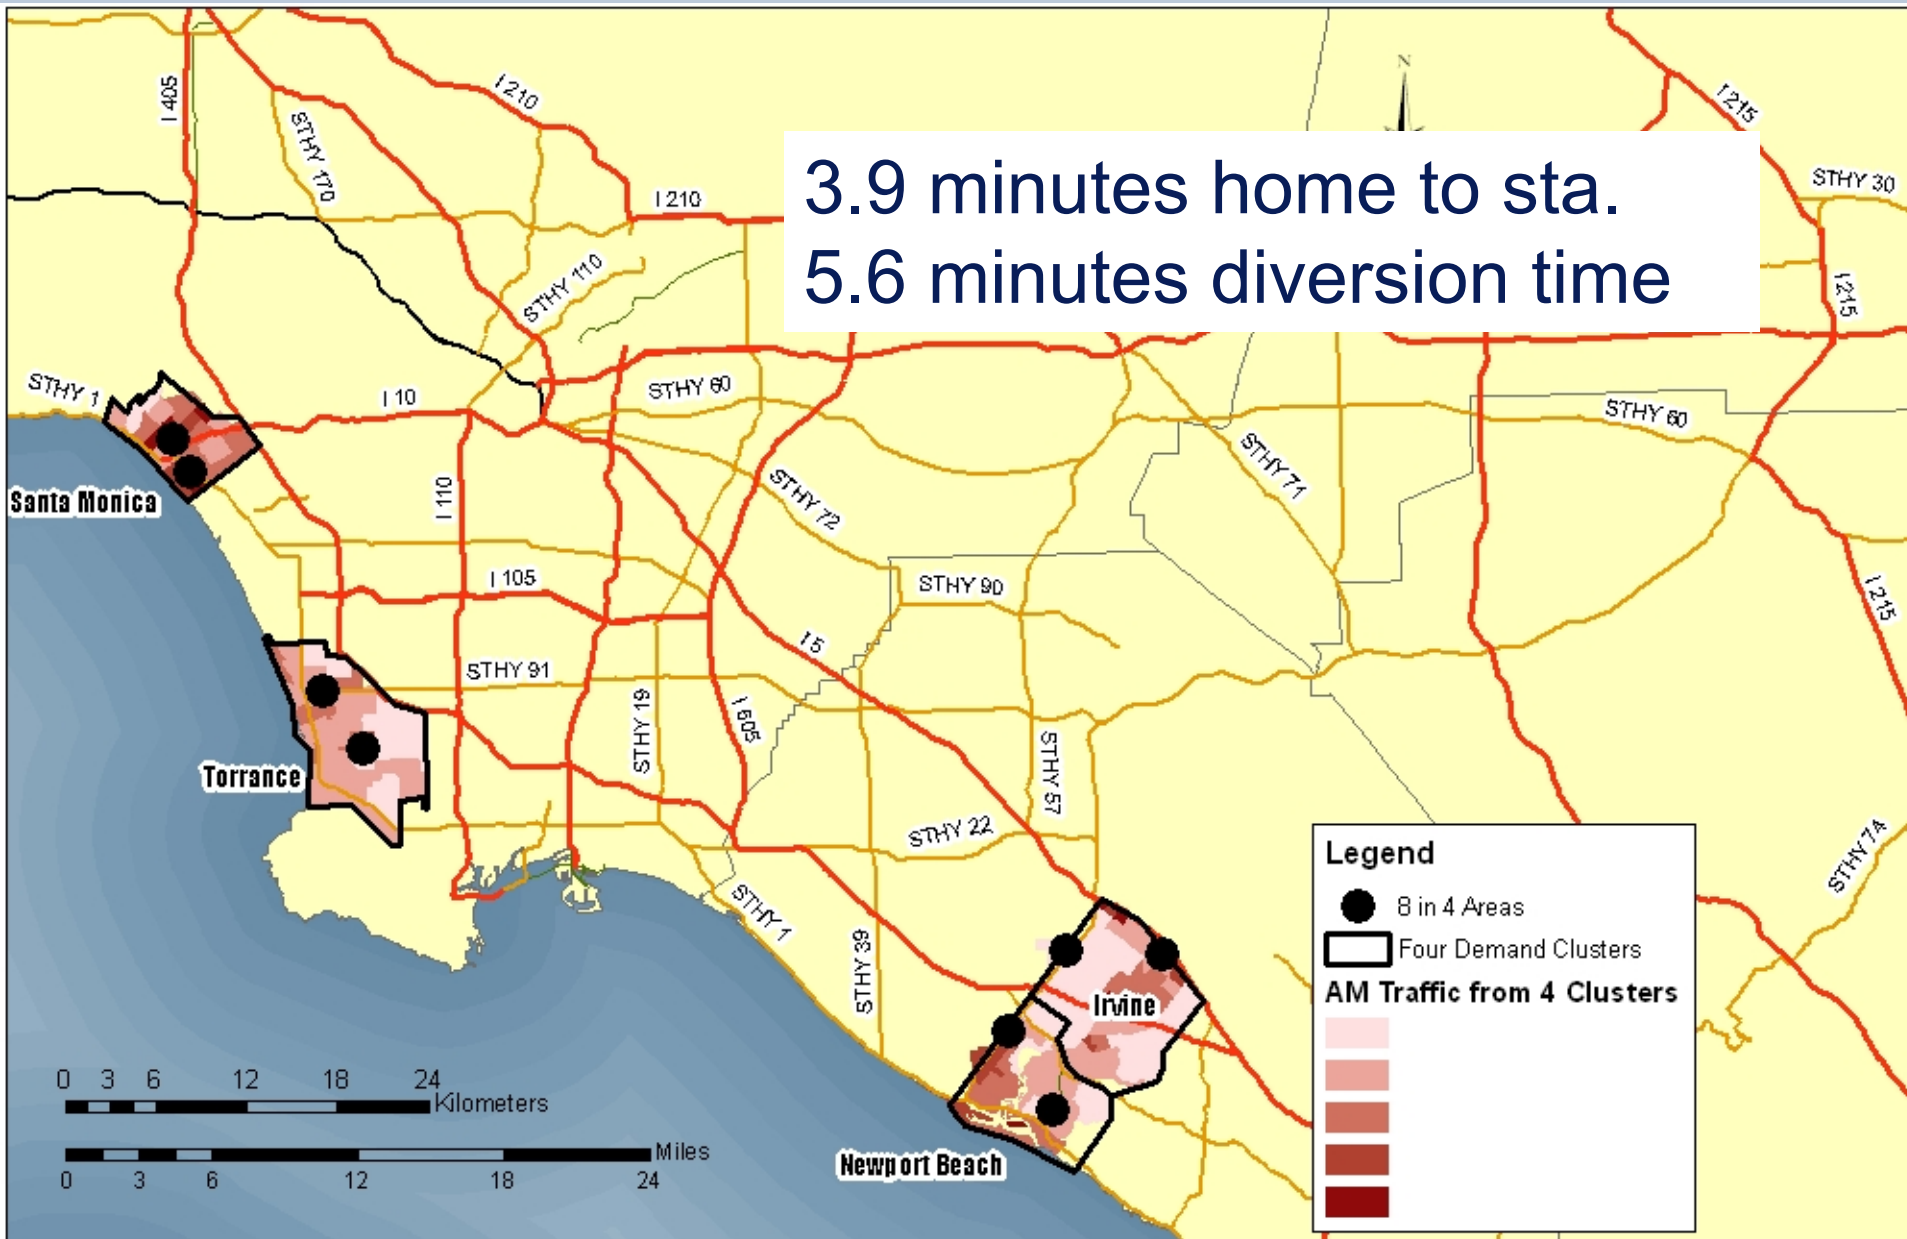 I 405
I 210
I 215
STHY 170
N
3.9 minutes home to sta.
5.6 minutes diversion time
STHY 30
I 210
STHY 110
I 215
STHY 1
I 10
STHY 60
STHY 60
STHY 71
Santa Monica
I 110
STHY 72
I 105
STHY 90
I 215
I 5
STHY 91
STHY 19
I 605
STHY 57
Torrance
STHY 22
STHY 74
STHY 1
STHY 39
Irvine
Newport Beach
0 3 6 12 18 24
Kilometers
Miles
0 3 6 12 18 24
Legend
8 in 4 Areas
Four Demand Clusters
AM Traffic from 4 Clusters